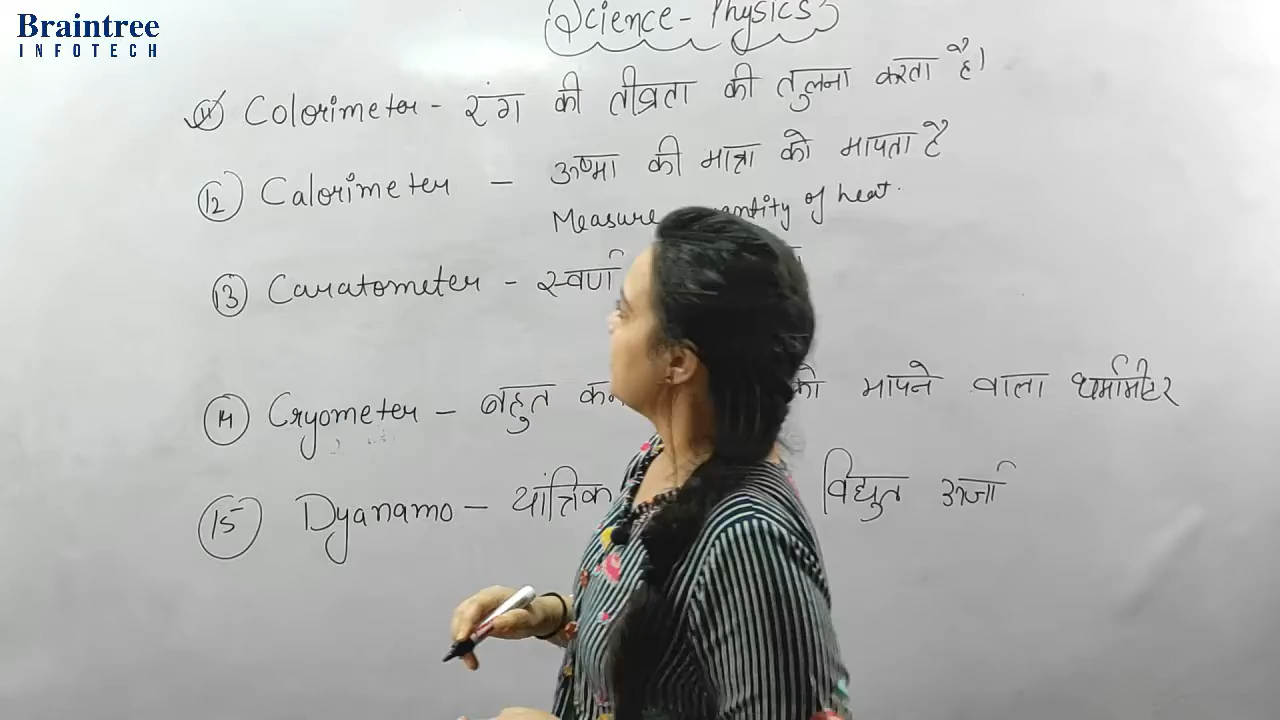 Braintree
INFOTECH
Science - Physics
11 Colorimeter - रंग की तीव्रता की तुलना करता है।
12 Calorimeter - ऊष्मा की मात्रा को मापता है
Measure of heat.
13 Caratometer - स्वर्ण
14 Cryometer - बहुत को मापने वाला थर्मामीटर
15 Dyanamo - यांत्रिक विद्युत ऊर्जा